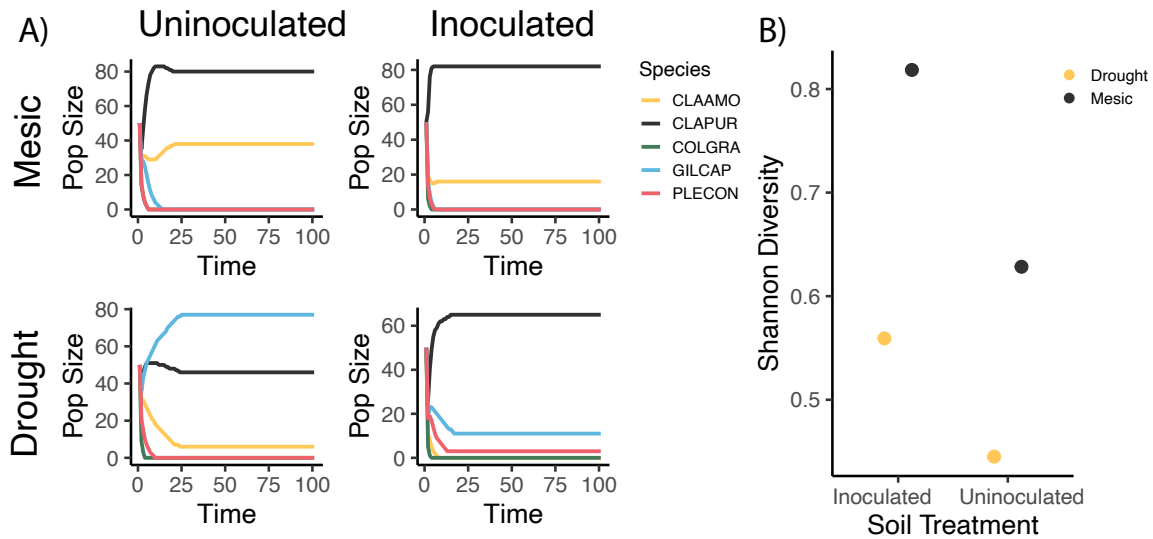 A)
Uninoculated
Inoculated
B)
Mesic
Pop Size
80
60
40
20
0
0 25 50 75 100
Time
Pop Size
80
60
40
20
0
0 25 50 75 100
Time
Species
CLAAMO
CLAPUR
COLGRA
GILCAP
PLECON
Drought
Pop Size
80
60
40
20
0
0 25 50 75 100
Time
Pop Size
60
40
20
0
0 25 50 75 100
Time
Shannon Diversity
0.8
0.7
0.6
0.5
Inoculated Uninoculated
Soil Treatment
Drought
Mesic